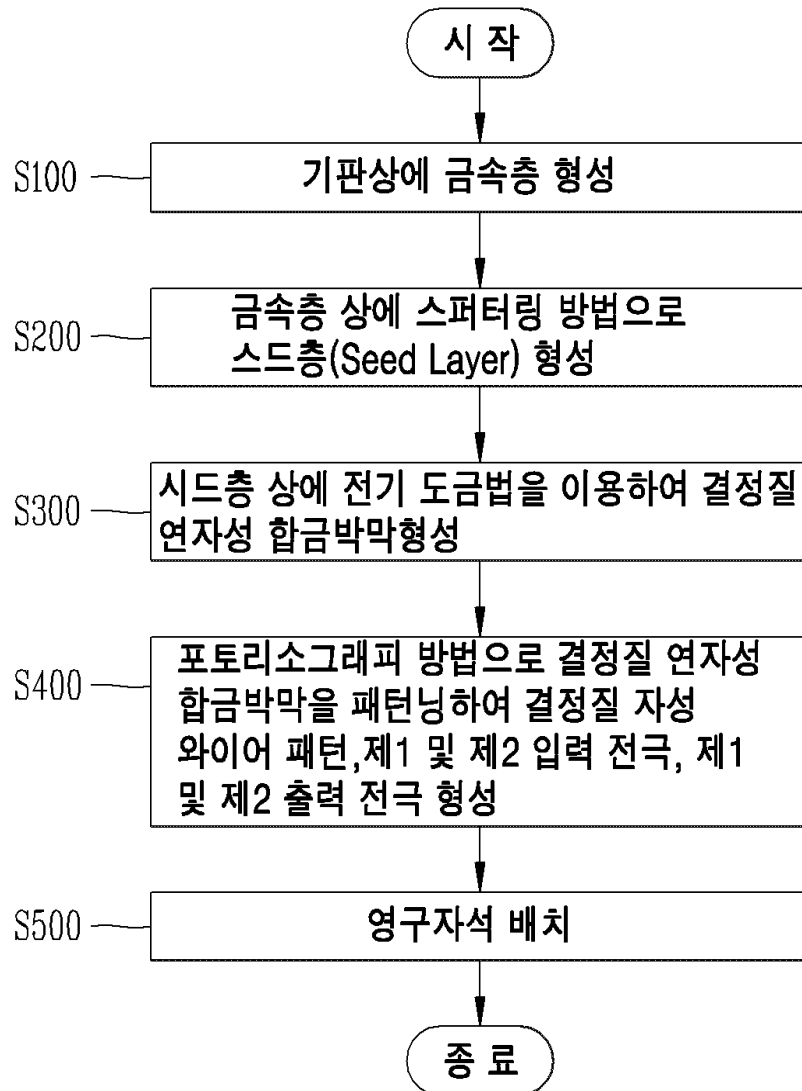 시 작
S100
기판상에 금속층 형성
S200
금속층 상에 스퍼터링 방법으로
스드층(Seed Layer) 형성
S300
시드층 상에 전기 도금법을 이용하여 결정질
연자성 합금박막형성
S400
포토리소그래피 방법으로 결정질 연자성
합금박막을 패턴닝하여 결정질 자성
와이어 패턴,제1 및 제2 입력 전극, 제1
및 제2 출력 전극 형성
S500
영구자석 배치
종 료